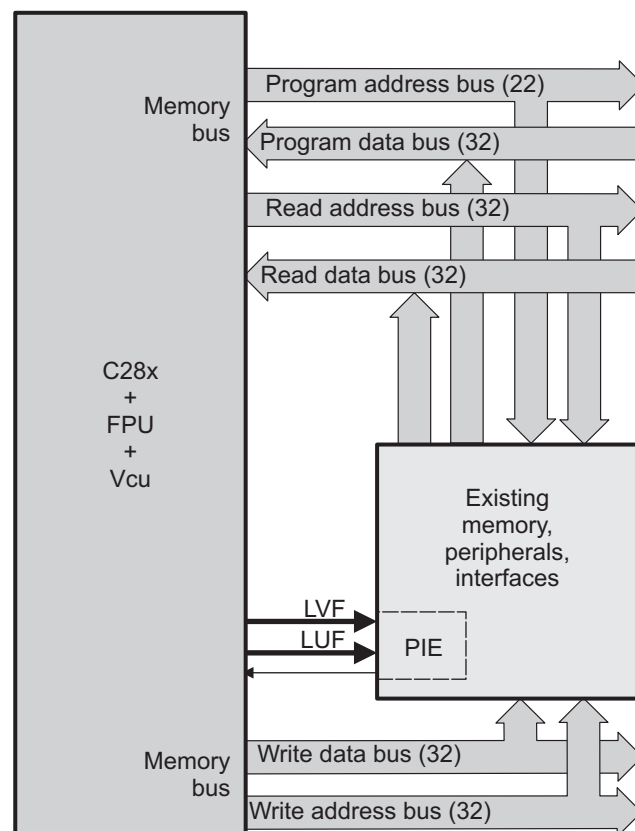 Program address bus (22)
Memory
bus
Program data bus (32)
Read address bus (32)
Read data bus (32)
C28x
+
FPU
+
Vcu
Existing
memory,
peripherals,
interfaces
LVF
LUF
PIE
Write data bus (32)
Memory
bus
Write address bus (32)